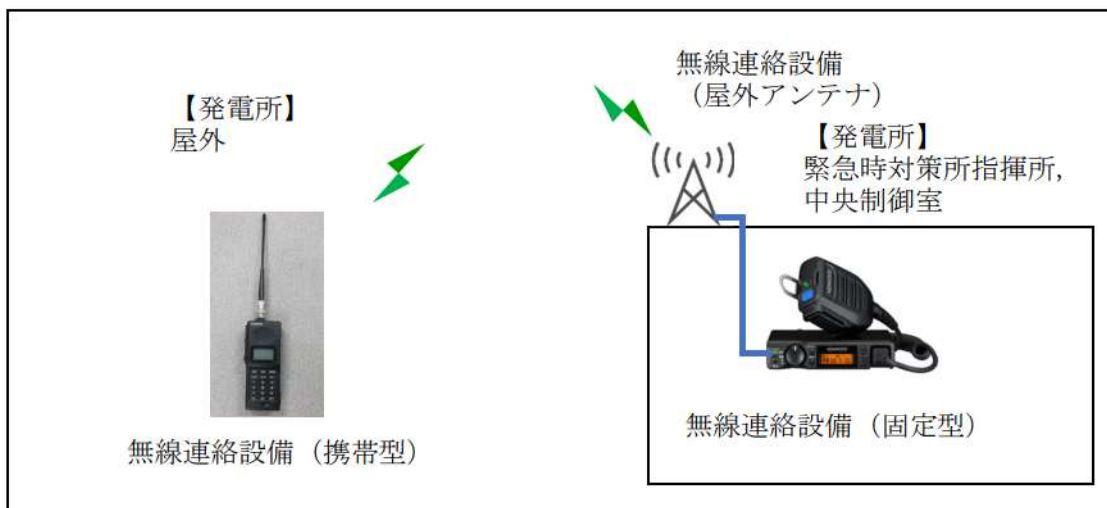 【発電所】
屋外
無線連絡設備（携帯型）
無線連絡設備
（屋外アンテナ）
【発電所】
緊急時対策所指揮所,
中央制御室
無線連絡設備（固定型）